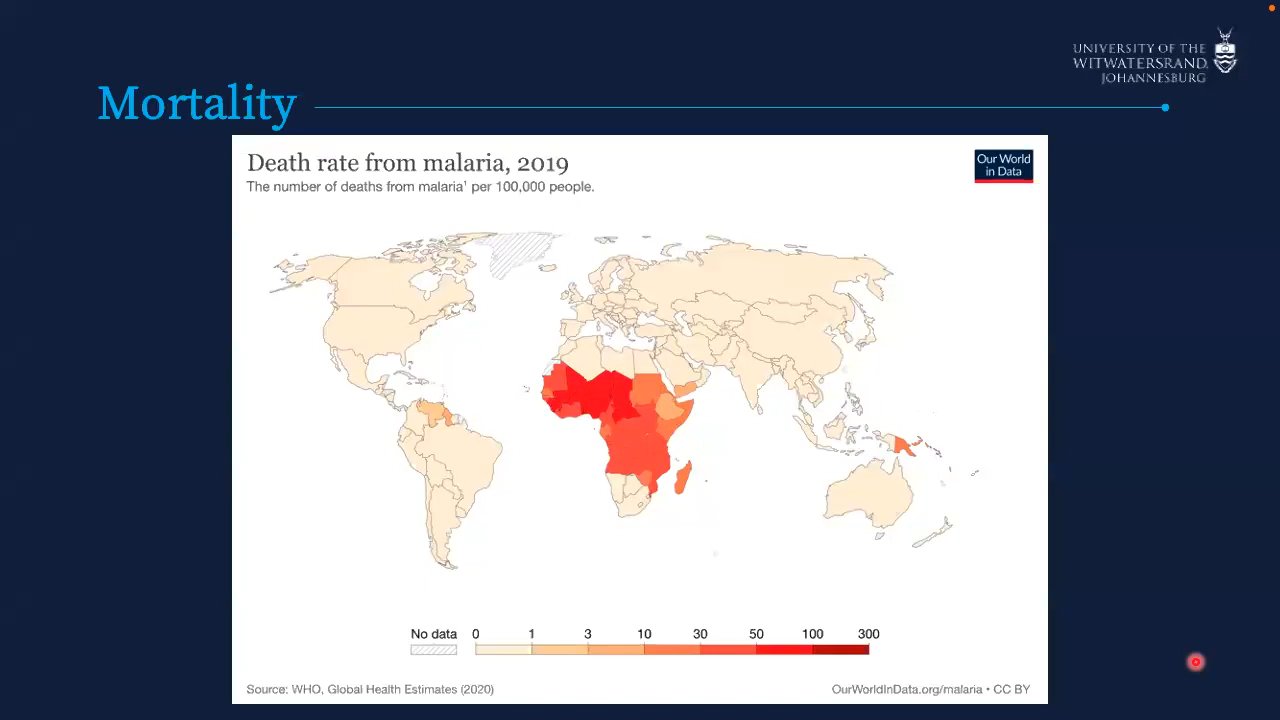 UNIVERSITY OF THE
WITWATERSRAND,
JOHANNESBURG
Mortality
Death rate from malaria, 2019
The number of deaths from malaria¹ per 100,000 people.
Our World
in Data
No data 0 1 3 10 30 50 100 300
Source: WHO, Global Health Estimates (2020)
OurWorldInData.org/malaria • CC BY